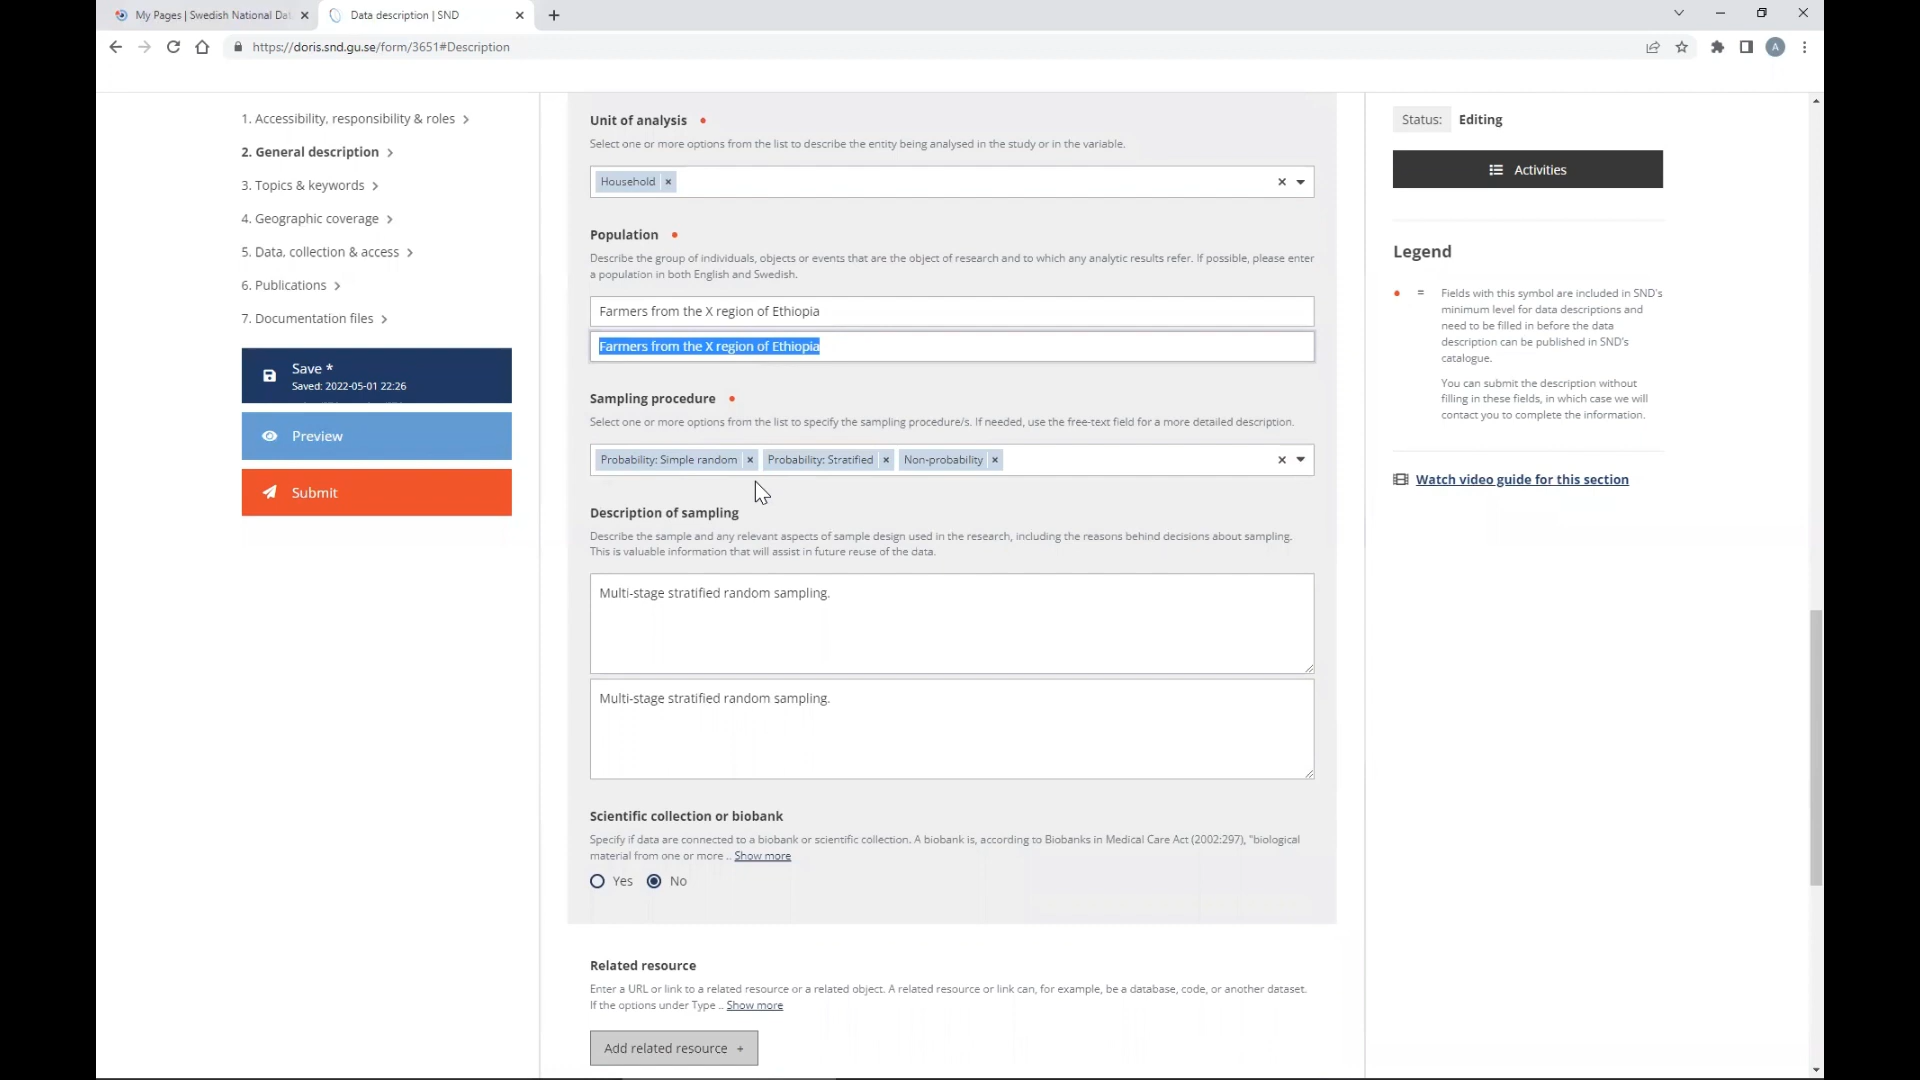 My Pages | Swedish National Dat
Data description | SND
https://doris.snd.gu.se/form/3651#Description
A
1. Accessibility, responsibility & roles
2. General description
3. Topics & keywords
4. Geographic coverage
5. Data, collection & access
6. Publications
7. Documentation files
Save *
Saved: 2022-05-01 22:26
Preview
Submit
Unit of analysis
Select one or more options from the list to describe the entity being analysed in the study or in the variable.
Household ×
Population
Describe the group of individuals, objects or events that are the object of research and to which any analytic results refer. If possible, please enter
a population in both English and Swedish.
Farmers from the X region of Ethiopia
Farmers from the X region of Ethiopia
Sampling procedure
Select one or more options from the list to specify the sampling procedure/s. If needed, use the free-text field for a more detailed description.
Probability: Simple random × Probability: Stratified × Non-probability ×
Description of sampling
Describe the sample and any relevant aspects of sample design used in the research, including the reasons behind decisions about sampling.
This is valuable information that will assist in future reuse of the data.
Multi-stage stratified random sampling.
Multi-stage stratified random sampling.
Scientific collection or biobank
Specify if data are connected to a biobank or scientific collection. A biobank is, according to Biobanks in Medical Care Act (2002:297), "biological
material from one or more .. Show more
Yes No
Related resource
Enter a URL or link to a related resource or a related object. A related resource or link can, for example, be a database, code, or another dataset.
If the options under Type .. Show more
Add related resource +
Status: Editing
Activities
Legend
= Fields with this symbol are included in SND's
minimum level for data descriptions and
need to be filled in before the data
description can be published in SND's
catalogue.
You can submit the description without
filling in these fields, in which case we will
contact you to complete the information.
Watch video guide for this section